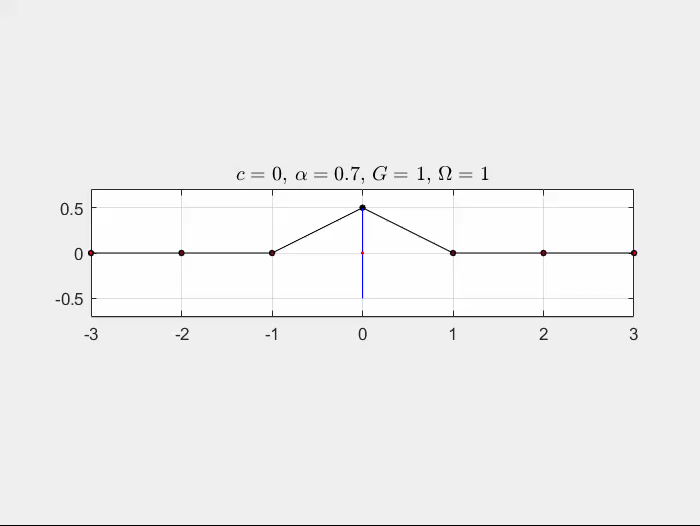 c = 0, α = 0.7, G = 1, Ω = 1
0.5
0
-0.5
-3 -2 -1 0 1 2 3